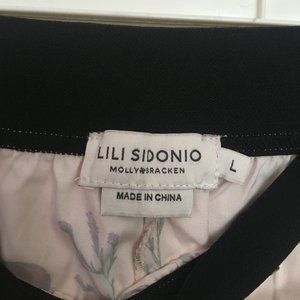 LILI SIDONIO
MOLLY BRACKEN
L
MADE IN CHINA